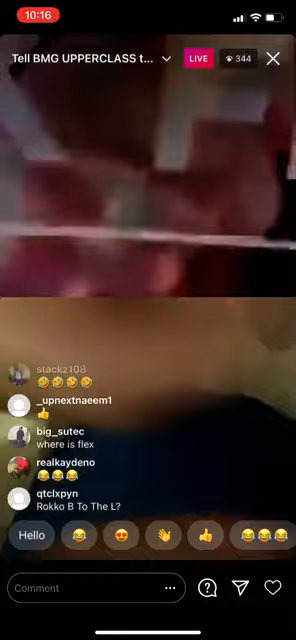 10:16
Tell BMG UPPERCLASS t... LIVE 344
stackz108
🤣🤣🤣🤣
_upnextnaeem1
👍
big_sutec
where is flex
realkaydeno
😂😂😂
qtclxpyn
Rokko B To The L?
Hello 😂 😍 👋 👍 😂😂😂
Comment